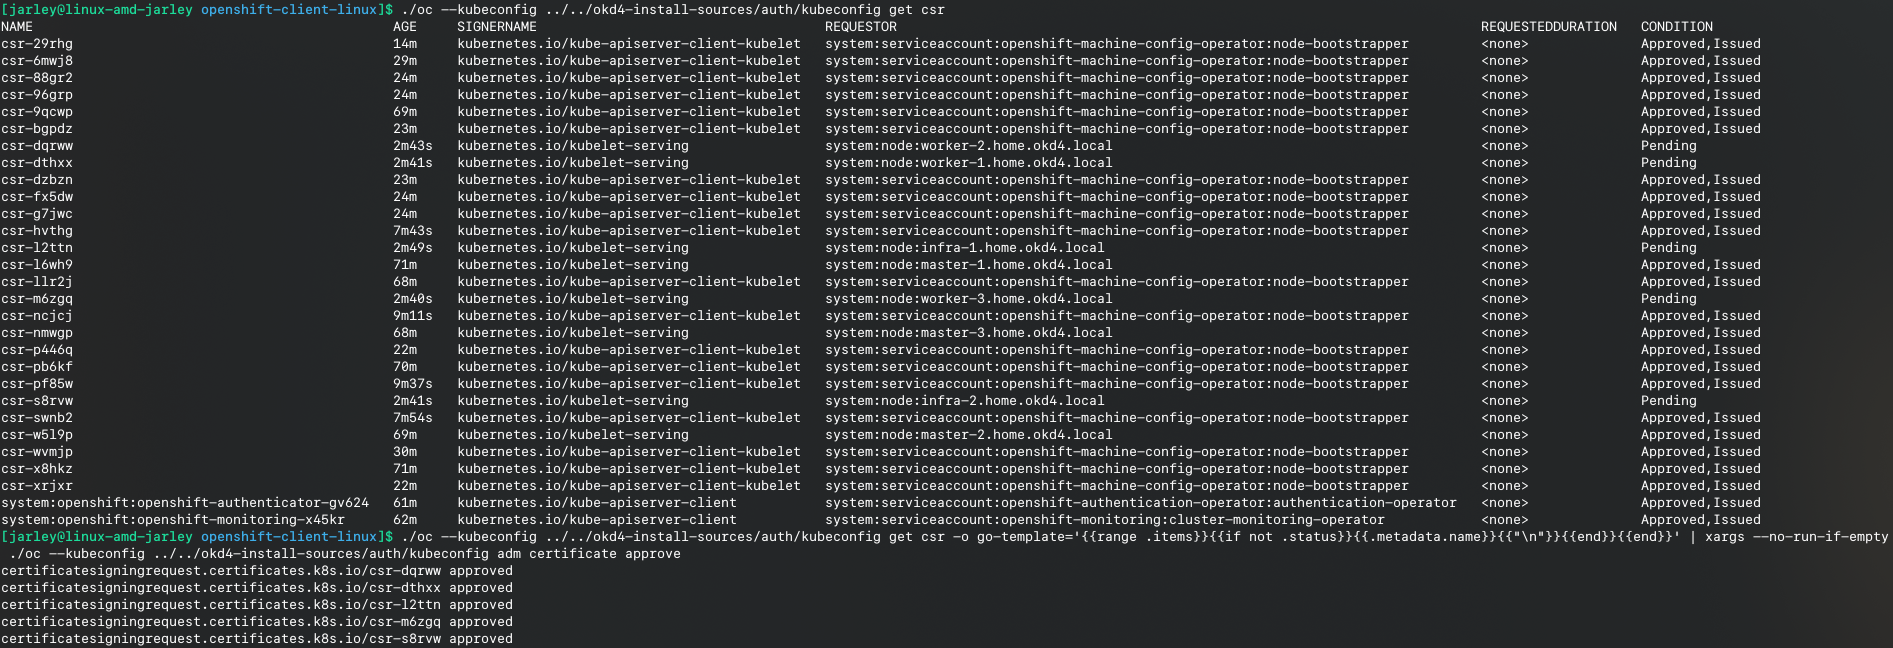 [jarley@linux-amd-jarley openshift-client-linux]$ ./oc --kubeconfig ../../okd4-install-sources/auth/kubeconfig get csr
NAME AGE SIGNERNAME REQUESTOR REQUESTEDDURATION CONDITION
csr-29rhg 14m kubernetes.io/kube-apiserver-client-kubelet system:serviceaccount:openshift-machine-config-operator:node-bootstrapper <none> Approved,Issued
csr-6mwj8 29m kubernetes.io/kube-apiserver-client-kubelet system:serviceaccount:openshift-machine-config-operator:node-bootstrapper <none> Approved,Issued
csr-88gr2 24m kubernetes.io/kube-apiserver-client-kubelet system:serviceaccount:openshift-machine-config-operator:node-bootstrapper <none> Approved,Issued
csr-96grp 24m kubernetes.io/kube-apiserver-client-kubelet system:serviceaccount:openshift-machine-config-operator:node-bootstrapper <none> Approved,Issued
csr-9qcwp 69m kubernetes.io/kube-apiserver-client-kubelet system:serviceaccount:openshift-machine-config-operator:node-bootstrapper <none> Approved,Issued
csr-bgpdz 23m kubernetes.io/kube-apiserver-client-kubelet system:serviceaccount:openshift-machine-config-operator:node-bootstrapper <none> Approved,Issued
csr-dqrww 2m43s kubernetes.io/kubelet-serving system:node:worker-2.home.okd4.local <none> Pending
csr-dthxx 2m41s kubernetes.io/kubelet-serving system:node:worker-1.home.okd4.local <none> Pending
csr-dzbzn 23m kubernetes.io/kube-apiserver-client-kubelet system:serviceaccount:openshift-machine-config-operator:node-bootstrapper <none> Approved,Issued
csr-fx5dw 24m kubernetes.io/kube-apiserver-client-kubelet system:serviceaccount:openshift-machine-config-operator:node-bootstrapper <none> Approved,Issued
csr-g7jwc 24m kubernetes.io/kube-apiserver-client-kubelet system:serviceaccount:openshift-machine-config-operator:node-bootstrapper <none> Approved,Issued
csr-hvthg 7m43s kubernetes.io/kube-apiserver-client-kubelet system:serviceaccount:openshift-machine-config-operator:node-bootstrapper <none> Approved,Issued
csr-l2ttn 2m49s kubernetes.io/kubelet-serving system:node:infra-1.home.okd4.local <none> Pending
csr-l6wh9 71m kubernetes.io/kubelet-serving system:node:master-1.home.okd4.local <none> Approved,Issued
csr-llr2j 68m kubernetes.io/kube-apiserver-client-kubelet system:serviceaccount:openshift-machine-config-operator:node-bootstrapper <none> Approved,Issued
csr-m6zgq 2m40s kubernetes.io/kubelet-serving system:node:worker-3.home.okd4.local <none> Pending
csr-ncjcj 9m11s kubernetes.io/kube-apiserver-client-kubelet system:serviceaccount:openshift-machine-config-operator:node-bootstrapper <none> Approved,Issued
csr-nmwgp 68m kubernetes.io/kubelet-serving system:node:master-3.home.okd4.local <none> Approved,Issued
csr-p446q 22m kubernetes.io/kube-apiserver-client-kubelet system:serviceaccount:openshift-machine-config-operator:node-bootstrapper <none> Approved,Issued
csr-pb6kf 70m kubernetes.io/kube-apiserver-client-kubelet system:serviceaccount:openshift-machine-config-operator:node-bootstrapper <none> Approved,Issued
csr-pf85w 9m37s kubernetes.io/kube-apiserver-client-kubelet system:serviceaccount:openshift-machine-config-operator:node-bootstrapper <none> Approved,Issued
csr-s8rvw 2m41s kubernetes.io/kubelet-serving system:node:infra-2.home.okd4.local <none> Pending
csr-swnb2 7m54s kubernetes.io/kube-apiserver-client-kubelet system:serviceaccount:openshift-machine-config-operator:node-bootstrapper <none> Approved,Issued
csr-w5l9p 69m kubernetes.io/kubelet-serving system:node:master-2.home.okd4.local <none> Approved,Issued
csr-wvmjp 30m kubernetes.io/kube-apiserver-client-kubelet system:serviceaccount:openshift-machine-config-operator:node-bootstrapper <none> Approved,Issued
csr-x8hkz 71m kubernetes.io/kube-apiserver-client-kubelet system:serviceaccount:openshift-machine-config-operator:node-bootstrapper <none> Approved,Issued
csr-xrjxr 22m kubernetes.io/kube-apiserver-client-kubelet system:serviceaccount:openshift-machine-config-operator:node-bootstrapper <none> Approved,Issued
system:openshift:openshift-authenticator-gv624 61m kubernetes.io/kube-apiserver-client system:serviceaccount:openshift-authentication-operator:authentication-operator <none> Approved,Issued
system:openshift:openshift-monitoring-x45kr 62m kubernetes.io/kube-apiserver-client system:serviceaccount:openshift-monitoring:cluster-monitoring-operator <none> Approved,Issued
[jarley@linux-amd-jarley openshift-client-linux]$ ./oc --kubeconfig ../../okd4-install-sources/auth/kubeconfig get csr -o go-template='{{range .items}}{{if not .status}}{{.metadata.name}}{{"\n"}}{{end}}{{end}}' | xargs --no-run-if-empty
./oc --kubeconfig ../../okd4-install-sources/auth/kubeconfig adm certificate approve
certificatesigningrequest.certificates.k8s.io/csr-dqrww approved
certificatesigningrequest.certificates.k8s.io/csr-dthxx approved
certificatesigningrequest.certificates.k8s.io/csr-l2ttn approved
certificatesigningrequest.certificates.k8s.io/csr-m6zgq approved
certificatesigningrequest.certificates.k8s.io/csr-s8rvw approved